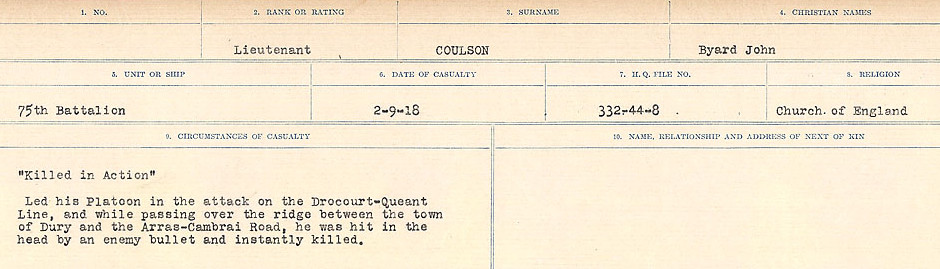 1. NO. 2. RANK OR RATING 3. SURNAME 4. CHRISTIAN NAMES
Lieutenant COULSON Byard John
5. UNIT OR SHIP 6. DATE OF CASUALTY 7. H.Q. FILE NO. 8. RELIGION
75th Battalion 2-9-18 332-44-8 Church of England
9. CIRCUMSTANCES OF CASUALTY 10. NAME, RELATIONSHIP AND ADDRESS OF NEXT OF KIN
"Killed in Action"
Led his Platoon in the attack on the Drocourt-Queant
Line, and while passing over the ridge between the town
of Dury and the Arras-Cambrai Road, he was hit in the
head by an enemy bullet and instantly killed.